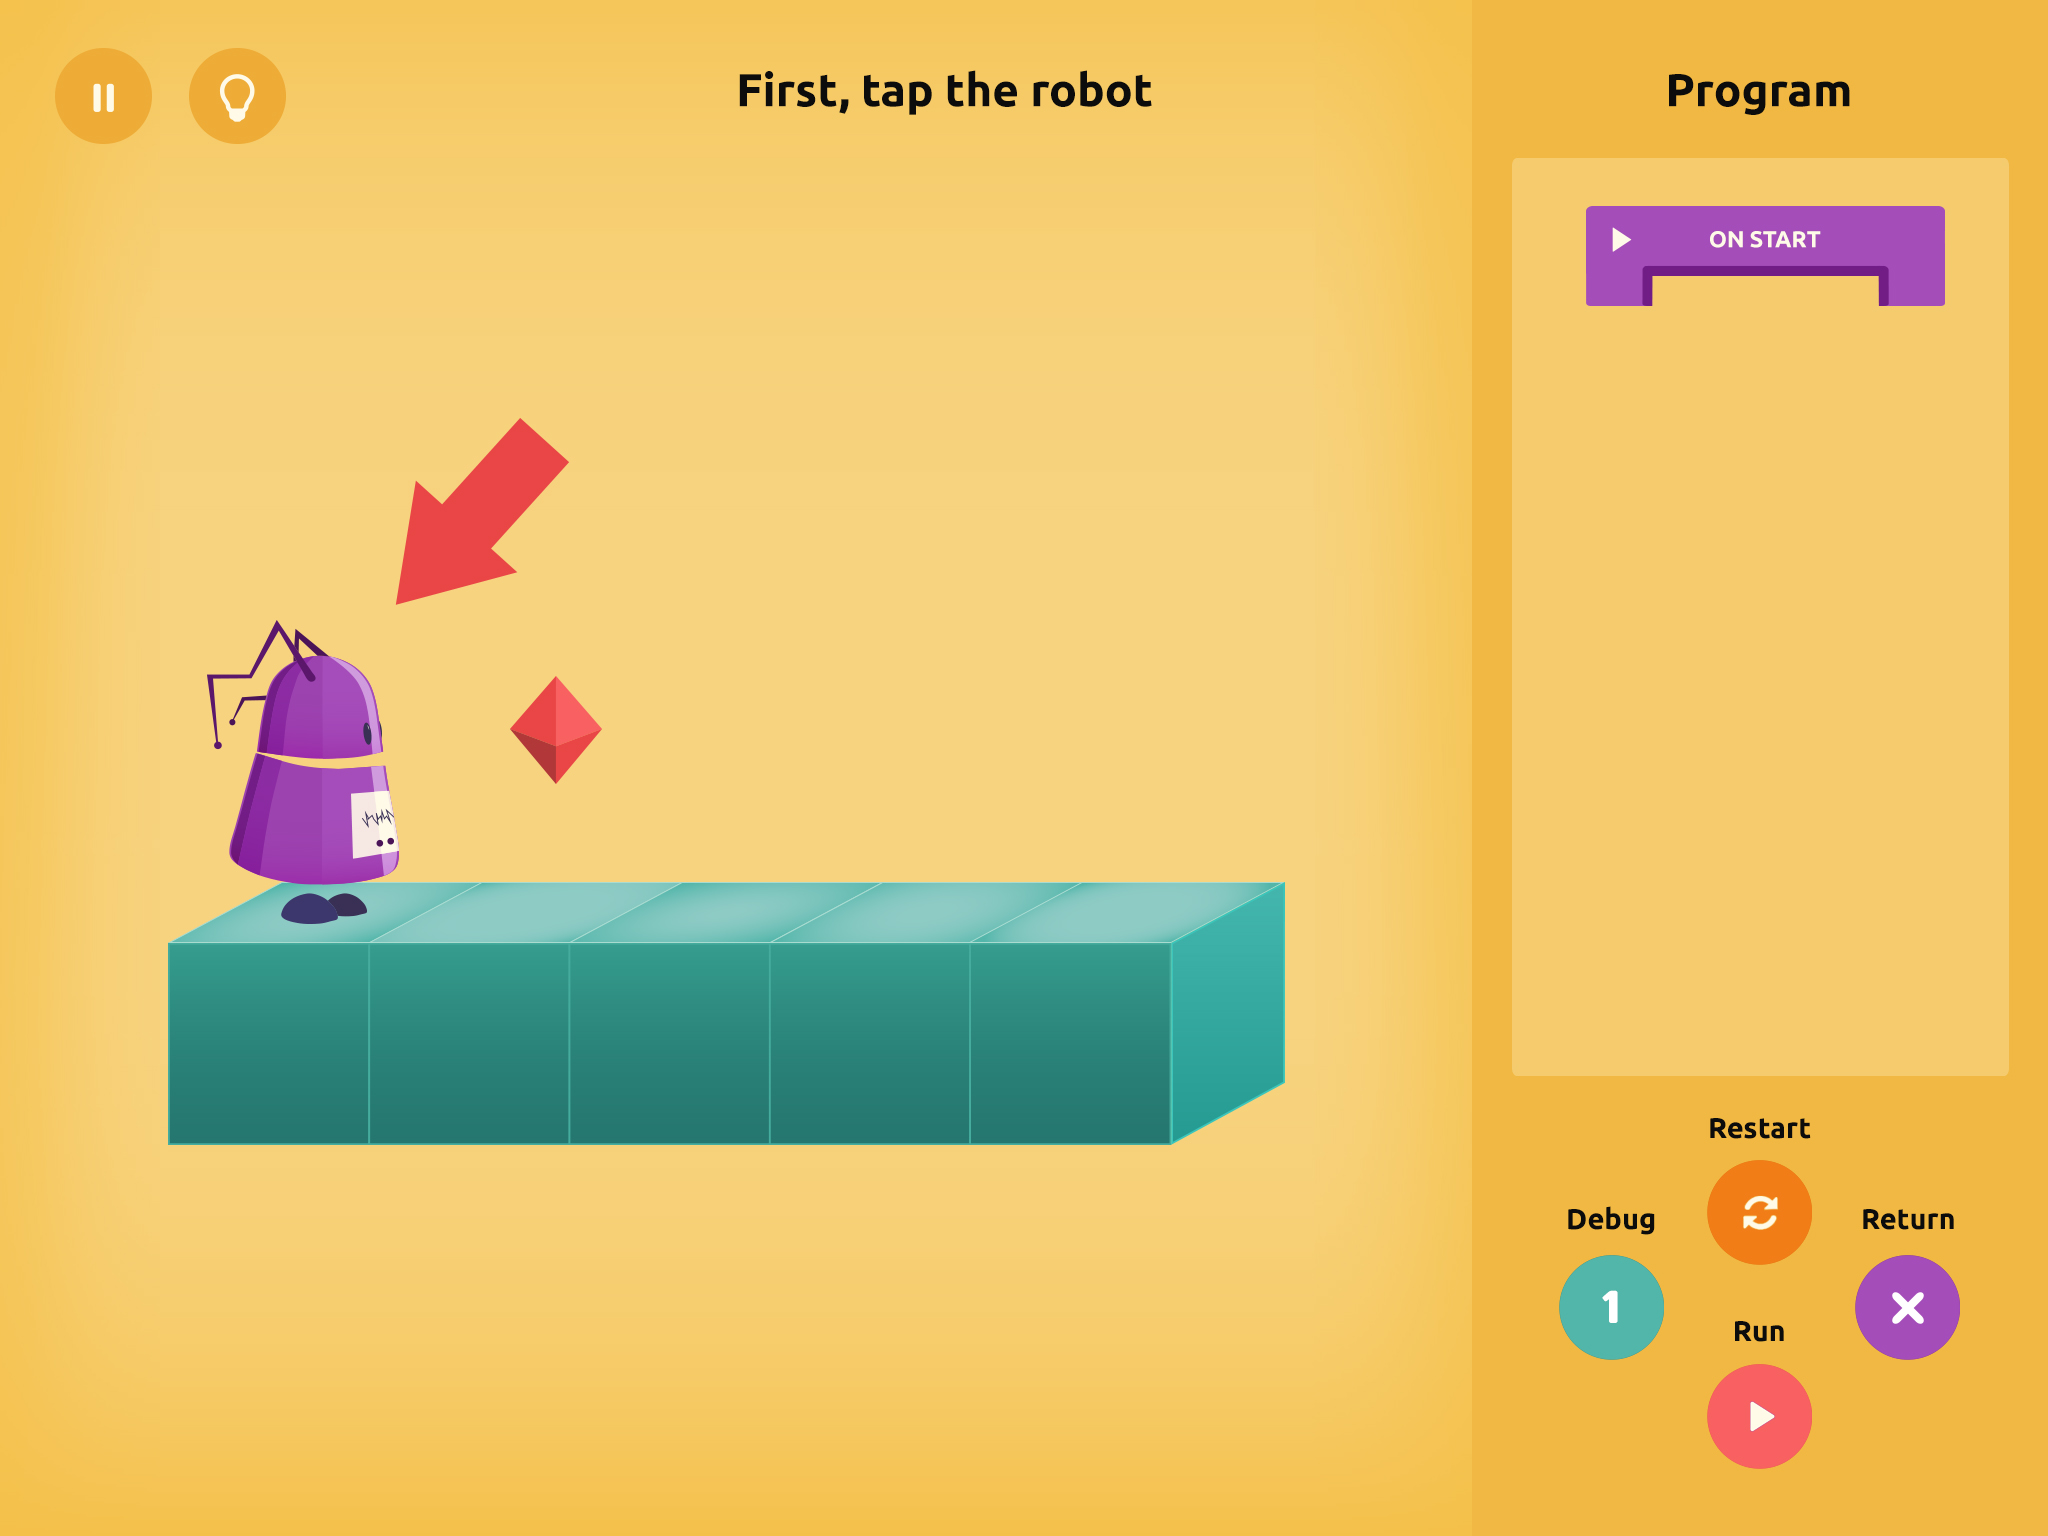 First, tap the robot
Program
ON START
Restart
Debug
Return
1
Run